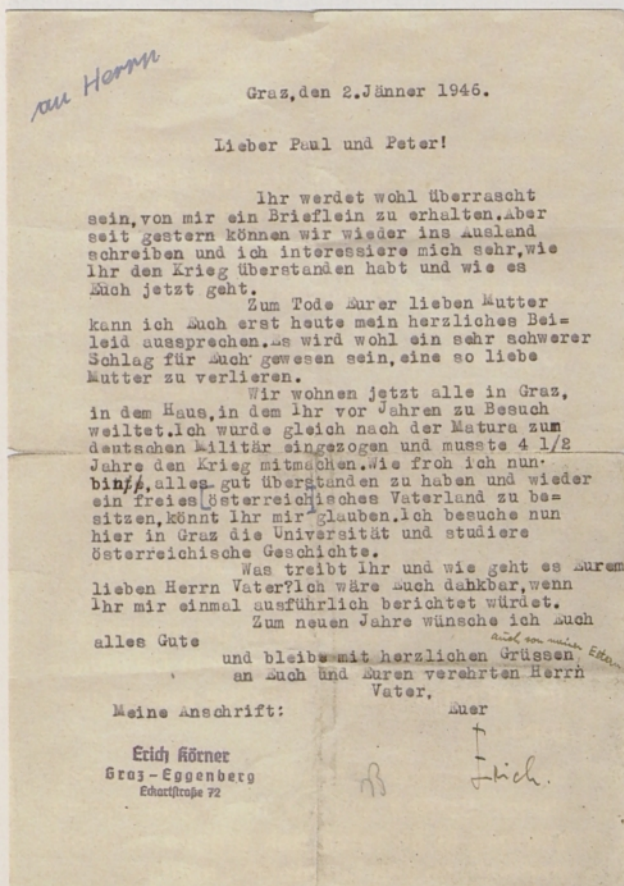 an Herrn
Graz,den 2.Jänner 1946.
Lieber Paul und Peter!
Ihr werdet wohl überrascht
sein,von mir ein Brieflein zu erhalten.Aber
seit gestern können wir wieder ins Ausland
schreiben und ich interessiere mich sehr,wie
Ihr den Krieg überstanden habt und wie es
Euch jetzt geht.
Zum Tode Eurer lieben Mutter
kann ich Euch erst heute mein herzliches Bei=
leid aussprechen.Es wird wohl ein sehr schwerer
Schlag für Euch gewesen sein,eine so liebe
Mutter zu verlieren.
Wir wohnen jetzt alle in Graz,
in dem Haus,in dem Ihr vor Jahren zu Besuch
weiltet.Ich wurde gleich nach der Matura zum
deutschen Militär eingezogen und musste 4 1/2
Jahre den Krieg mitmachen.Wie froh ich nun
bin,alles gut überstanden zu haben und wieder
ein freies österreichisches Vaterland zu be=
sitzen,könnt Ihr mir glauben.Ich besuche nun
hier in Graz die Universität und studiere
österreichische Geschichte.
Was treibt Ihr und wie geht es Eurem
lieben Herrn Vater?Ich wäre Euch dahkbar,wenn
Ihr mir einmal ausführlich berichtet würdet.
Zum neuen Jahre wünsche ich Euch
alles Gute
auch von meinen Eltern
und bleibe mit herzlichen Grüssen
an Euch und Euren verehrten Herrn
Vater,
Meine Anschrift: Euer
Erich Körner
Graz-Eggenberg
Eckartstraße 72
Erich.